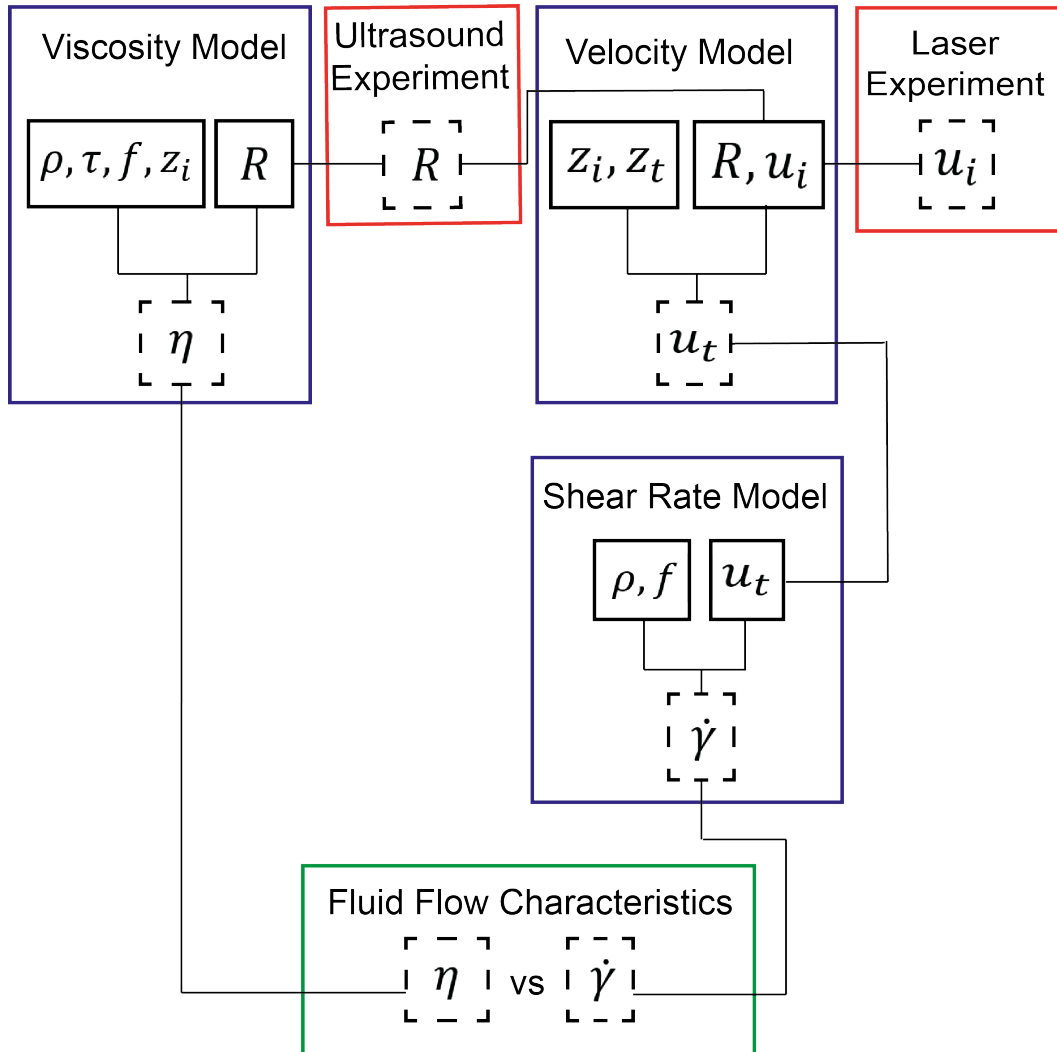 Viscosity Model
ρ, τ, f, z_i
R
η
Ultrasound
Experiment
R
Velocity Model
z_i, z_t
R, u_i
u_t
Laser
Experiment
u_i
Shear Rate Model
ρ, f
u_t
γ̇
Fluid Flow Characteristics
η vs γ̇